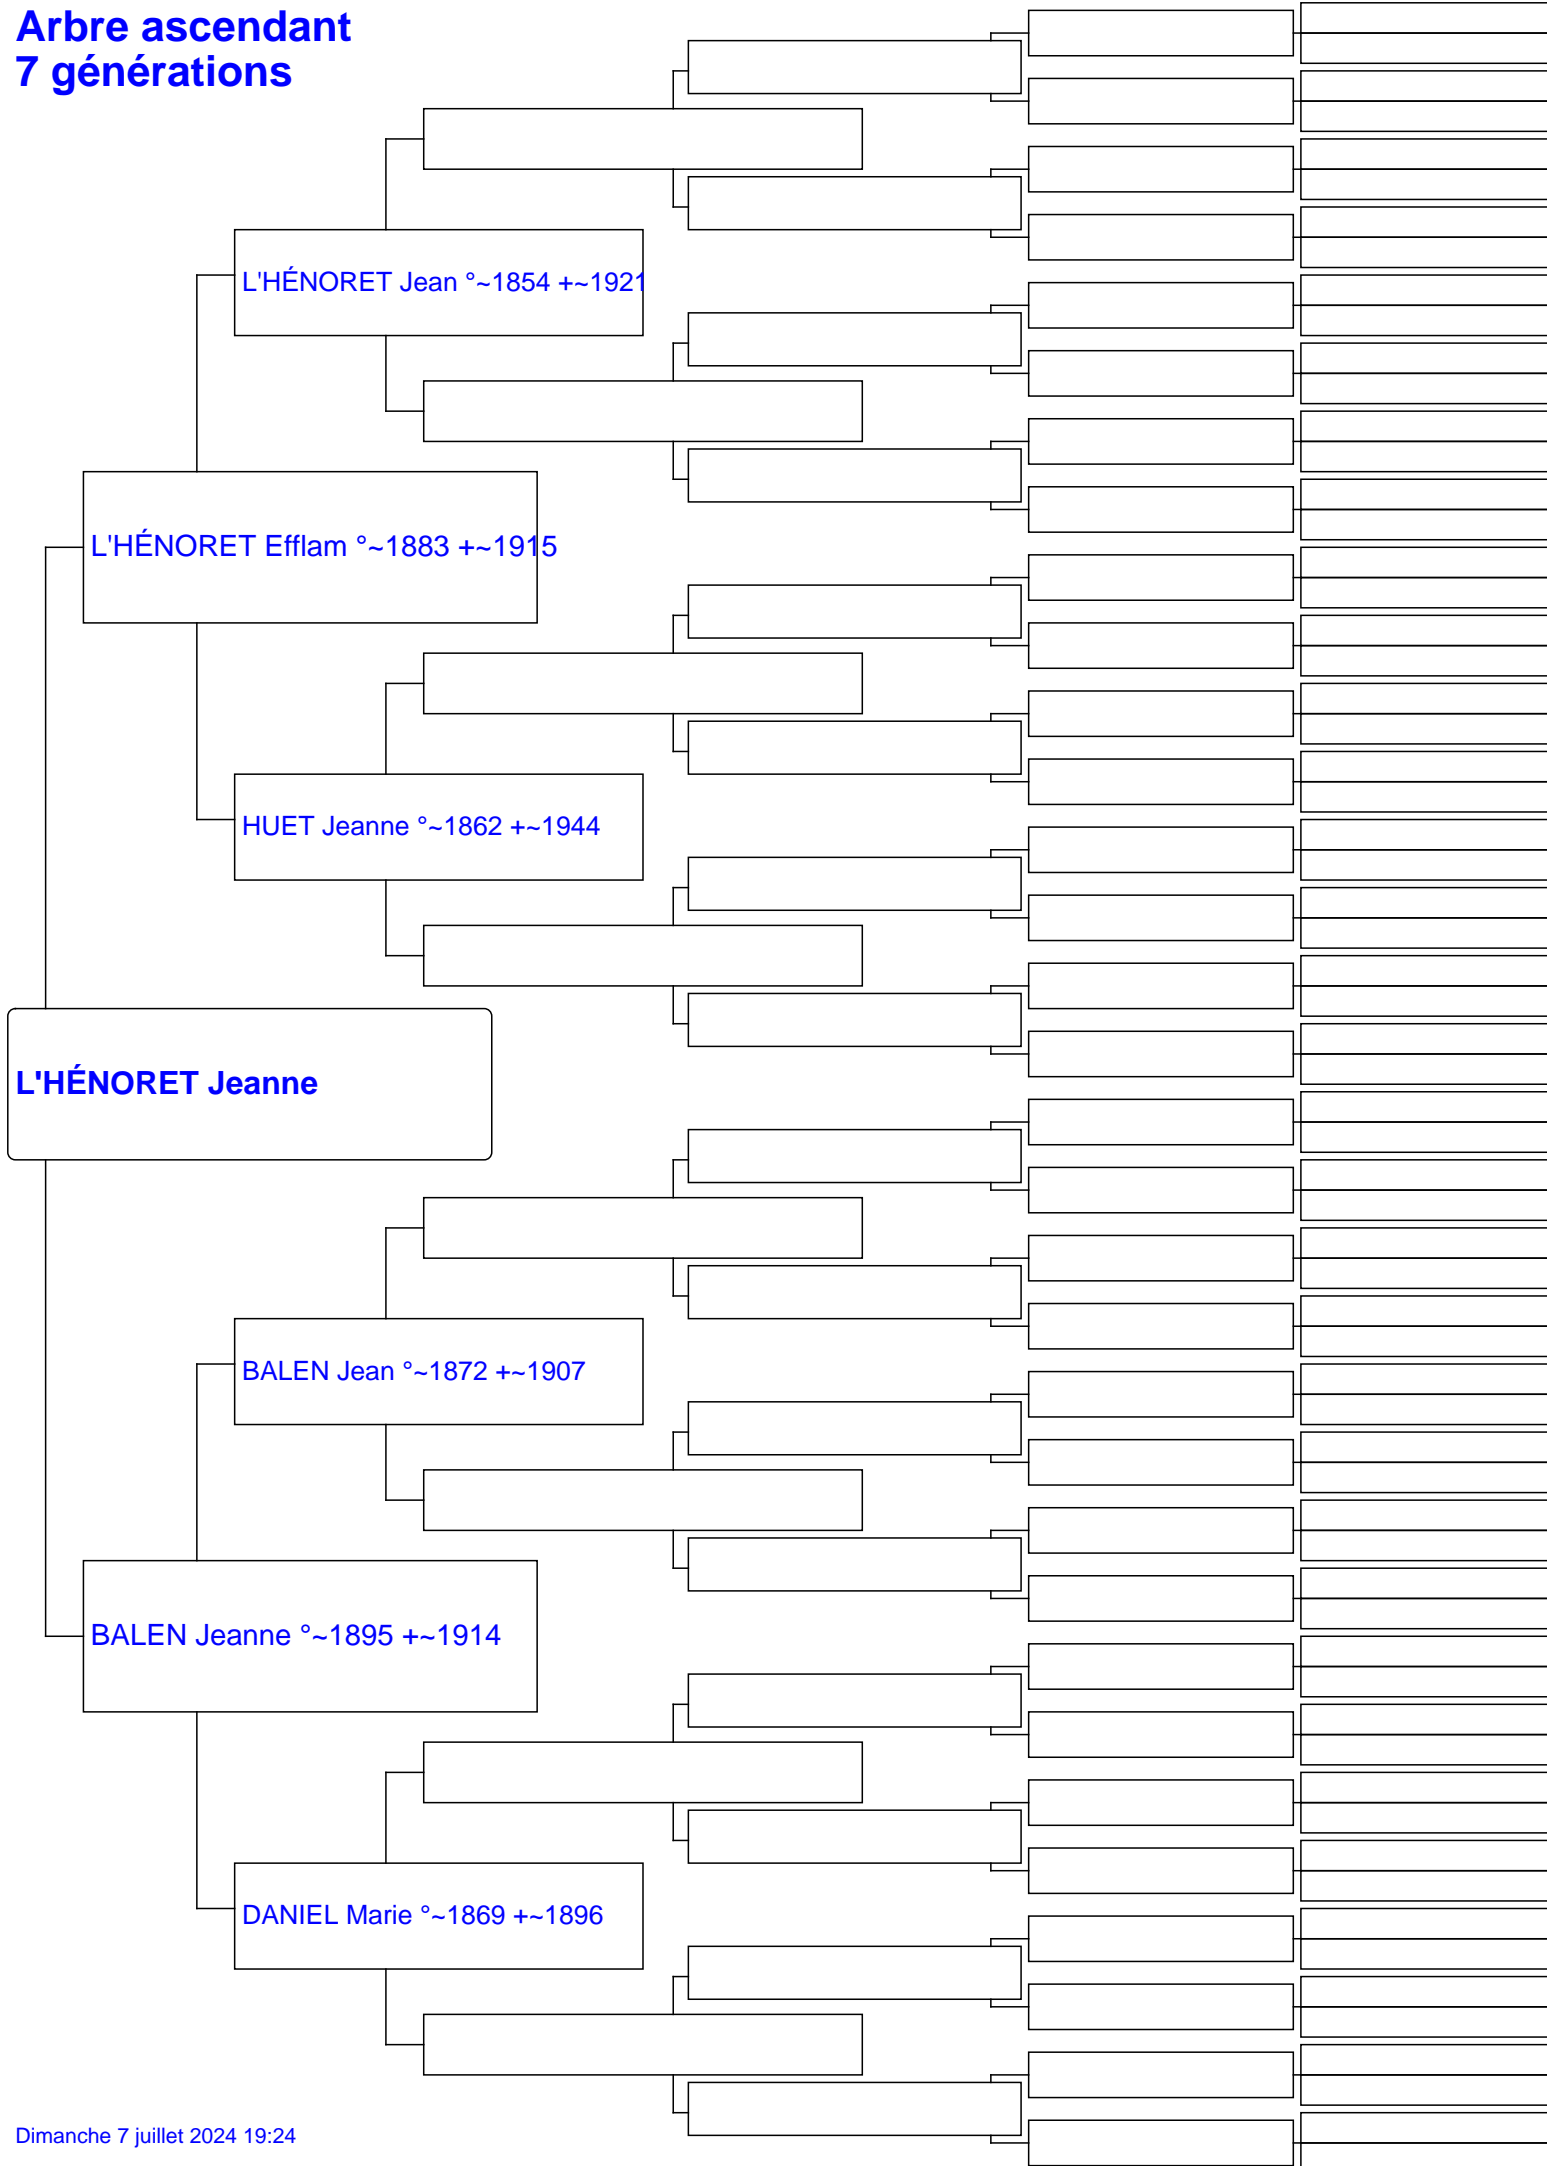 Arbre ascendant
7 générations
L'HÉNORET Jean °~1854 +~1921
L'HÉNORET Efflam °~1883 +~1915
HUET Jeanne °~1862 +~1944
L'HÉNORET Jeanne
BALEN Jean °~1872 +~1907
BALEN Jeanne °~1895 +~1914
DANIEL Marie °~1869 +~1896
Dimanche 7 juillet 2024 19:24